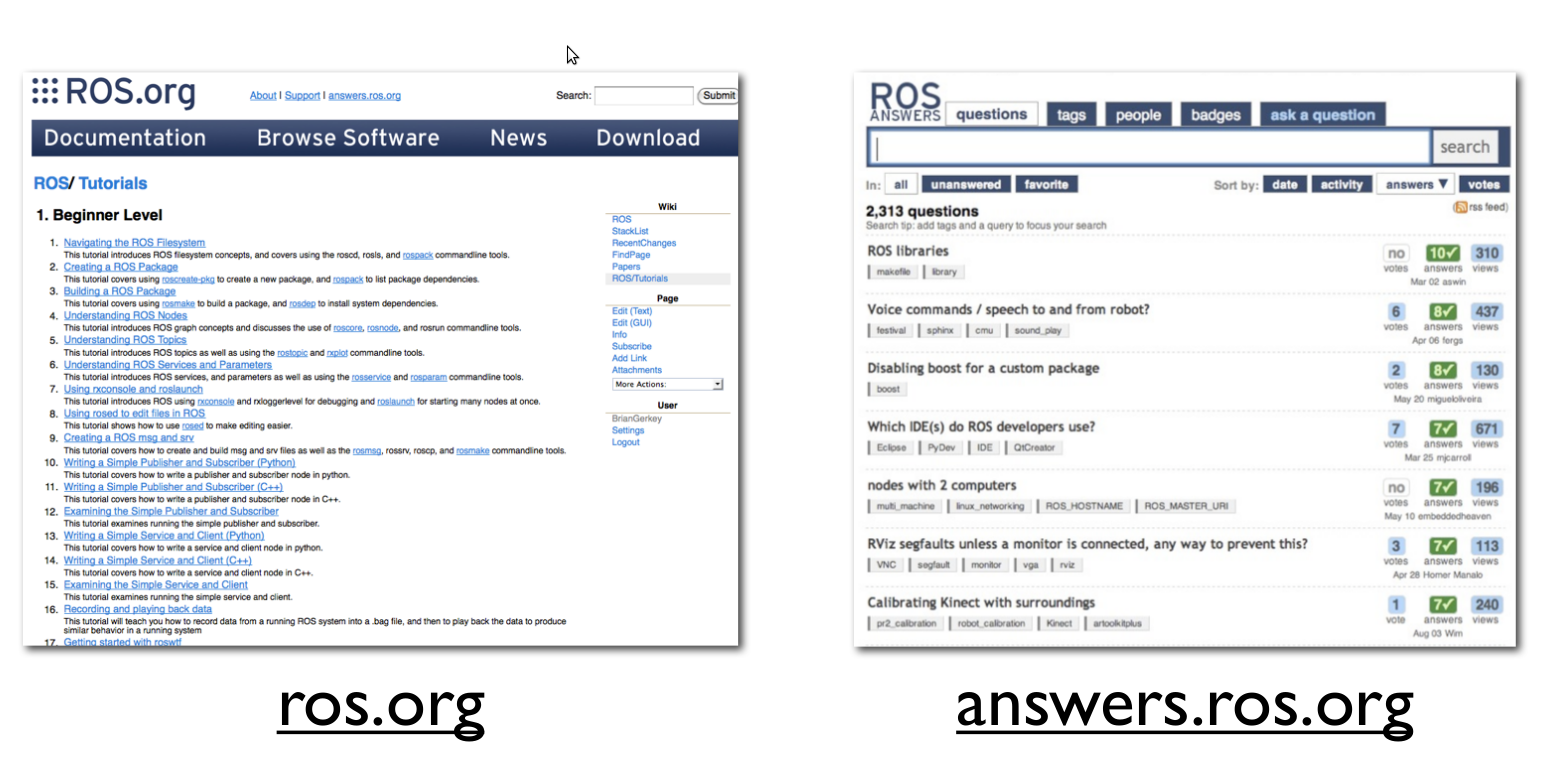 ROS.org
About | Support | answers.ros.org
Search:
Submit
Documentation
Browse Software
News
Download
ROS/ Tutorials
1. Beginner Level
1. Navigating the ROS Filesystem
This tutorial introduces ROS filesystem concepts, and covers using the roscd, rosls, and rospack commandline tools.
2. Creating a ROS Package
This tutorial covers using roscreate-pkg to create a new package, and rospack to list package dependencies.
3. Building a ROS Package
This tutorial covers using rosmake to build a package, and rosdep to install system dependencies.
4. Understanding ROS Nodes
This tutorial introduces ROS graph concepts and discusses the use of roscore, rosnode, and rosrun commandline tools.
5. Understanding ROS Topics
This tutorial introduces ROS topics as well as using the rostopic and rxplot commandline tools.
6. Understanding ROS Services and Parameters
This tutorial introduces ROS services, and parameters as well as using the rosservice and rosparam commandline tools.
7. Using rxconsole and roslaunch
This tutorial introduces ROS using rxconsole and rxloggerlevel for debugging and roslaunch for starting many nodes at once.
8. Using rosed to edit files in ROS
This tutorial shows how to use rosed to make editing easier.
9. Creating a ROS msg and srv
This tutorial covers how to create and build msg and srv files as well as the rosmsg, rossrv, roscp, and rosmake commandline tools.
10. Writing a Simple Publisher and Subscriber (Python)
This tutorial covers how to write a publisher and subscriber node in python.
11. Writing a Simple Publisher and Subscriber (C++)
This tutorial covers how to write a publisher and subscriber node in C++.
12. Examining the Simple Publisher and Subscriber
This tutorial examines running the simple publisher and subscriber.
13. Writing a Simple Service and Client (Python)
This tutorial covers how to write a service and client node in python.
14. Writing a Simple Service and Client (C++)
This tutorial covers how to write a service and client node in C++.
15. Examining the Simple Service and Client
This tutorial examines running the simple service and client.
16. Recording and playing back data
This tutorial will teach you how to record data from a running ROS system into a .bag file, and then to play back the data to produce
similar behavior in a running system
17. Getting started with roswtf
Wiki
ROS
StackList
RecentChanges
FindPage
Papers
ROS/Tutorials
Page
Edit (Text)
Edit (GUI)
Info
Subscribe
Add Link
Attachments
More Actions:
User
BrianGerkey
Settings
Logout
ros.org
ROS
ANSWERS
questions
tags
people
badges
ask a question
search
In: all unanswered favorite
Sort by: date activity answers ▼ votes
2,313 questions
(rss feed)
Search tip: add tags and a query to focus your search
ROS libraries
makefile library
no 10✓ 310
votes answers views
Mar 02 aswin
Voice commands / speech to and from robot?
festival sphinx cmu sound_play
6 8✓ 437
votes answers views
Apr 06 fergs
Disabling boost for a custom package
boost
2 8✓ 130
votes answers views
May 20 migueloliveira
Which IDE(s) do ROS developers use?
Eclipse PyDev IDE QtCreator
7 7✓ 671
votes answers views
Mar 25 mjcarroll
nodes with 2 computers
multi_machine linux_networking ROS_HOSTNAME ROS_MASTER_URI
no 7✓ 196
votes answers views
May 10 embeddedheaven
RViz segfaults unless a monitor is connected, any way to prevent this?
VNC segfault monitor vga rviz
3 7✓ 113
votes answers views
Apr 28 Homer Manalo
Calibrating Kinect with surroundings
pr2_calibration robot_calibration Kinect artoolkitplus
1 7✓ 240
vote answers views
Aug 03 Wim
answers.ros.org